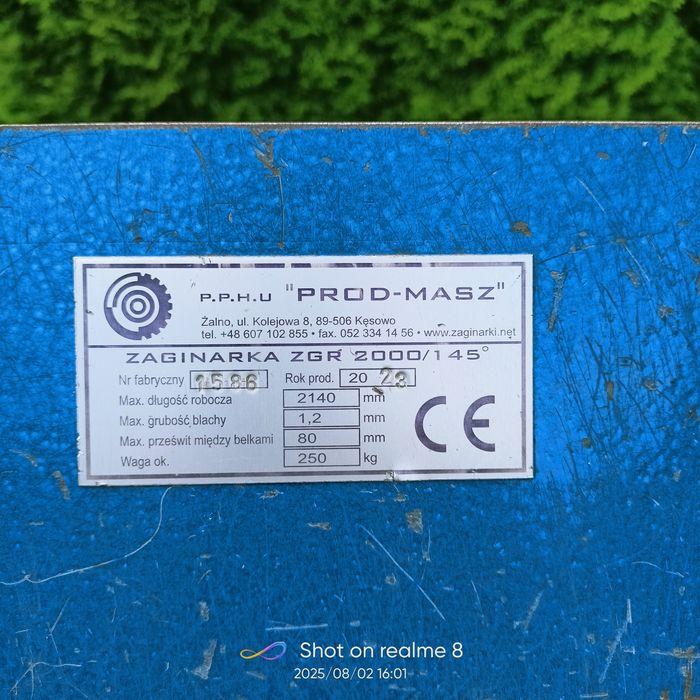 P.P.H.U "PROD-MASZ"
Żalno, ul. Kolejowa 8, 89-506 Kęsowo
tel. +48 607 102 855 • fax. 052 334 14 56 • www.zaginarki.net
ZAGINARKA ZGR 2000/145°
Nr fabryczny 1586 Rok prod. 20 23
Max. długość robocza 2140 mm
Max. grubość blachy 1,2 mm
Max. prześwit między belkami 80 mm
Waga ok. 250 kg
CE
Shot on realme 8
2025/08/02 16:01